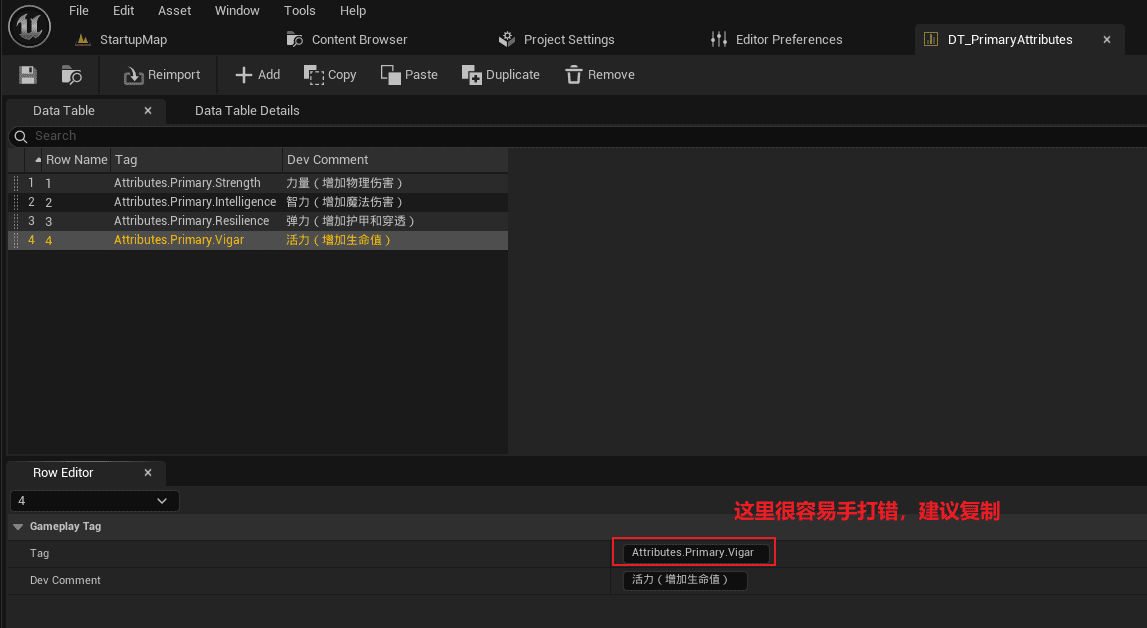 File Edit Asset Window Tools Help
StartupMap Content Browser Project Settings Editor Preferences DT_PrimaryAttributes
Reimport Add Copy Paste Duplicate Remove
Data Table Data Table Details
Search
Row Name Tag Dev Comment
1 1 Attributes.Primary.Strength 力量（增加物理伤害）
2 2 Attributes.Primary.Intelligence 智力（增加魔法伤害）
3 3 Attributes.Primary.Resilience 弹力（增加护甲和穿透）
4 4 Attributes.Primary.Vigar 活力（增加生命值）
Row Editor
4
这里很容易手打错，建议复制
Gameplay Tag
Tag Attributes.Primary.Vigar
Dev Comment 活力（增加生命值）